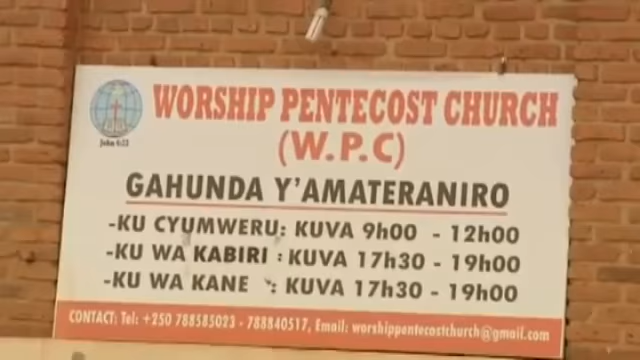 WORSHIP PENTECOST CHURCH
(W.P.C)
GAHUNDA Y'AMATERANIRO
-KU CYUMWERU: KUVA 9h00 - 12h00
-KU WA KABIRI : KUVA 17h30 - 19h00
-KU WA KANE : KUVA 17h30 - 19h00
CONTACT: Tel: +250 788585023 - 788840517, Email: worshippentecostchurch@gmail.com